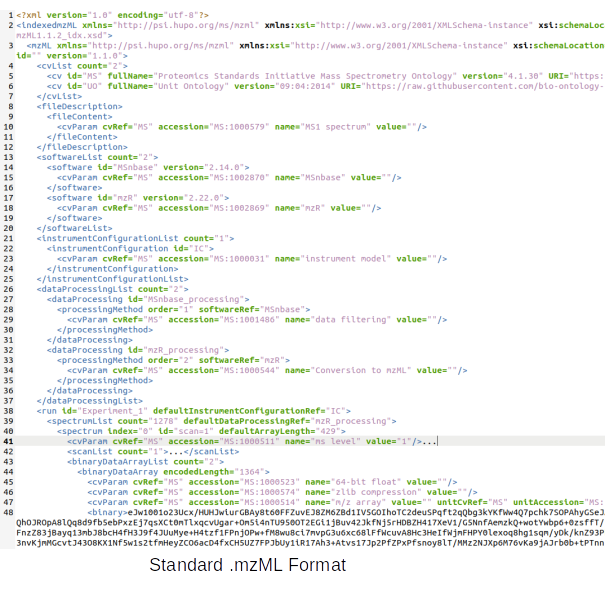 1 <?xml version="1.0" encoding="utf-8"?>
2 <indexedmzML xmlns="http://psi.hupo.org/ms/mzml" xmlns:xsi="http://www.w3.org/2001/XMLSchema-instance" xsi:schemaLoc
mzML1.1.2_idx.xsd">
3 <mzML xmlns="http://psi.hupo.org/ms/mzml" xmlns:xsi="http://www.w3.org/2001/XMLSchema-instance" xsi:schemaLocation
id="" version="1.1.0">
4 <cvList count="2">
5 <cv id="MS" fullName="Proteomics Standards Initiative Mass Spectrometry Ontology" version="4.1.30" URI="https:
6 <cv id="UO" fullName="Unit Ontology" version="09:04:2014" URI="https://raw.githubusercontent.com/bio-ontology-
7 </cvList>
8 <fileDescription>
9 <fileContent>
10 <cvParam cvRef="MS" accession="MS:1000579" name="MS1 spectrum" value=""/>
11 </fileContent>
12 </fileDescription>
13 <softwareList count="2">
14 <software id="MSnbase" version="2.14.0">
15 <cvParam cvRef="MS" accession="MS:1002870" name="MSnbase" value=""/>
16 </software>
17 <software id="mzR" version="2.22.0">
18 <cvParam cvRef="MS" accession="MS:1002869" name="mzR" value=""/>
19 </software>
20 </softwareList>
21 <instrumentConfigurationList count="1">
22 <instrumentConfiguration id="IC">
23 <cvParam cvRef="MS" accession="MS:1000031" name="instrument model" value=""/>
24 </instrumentConfiguration>
25 </instrumentConfigurationList>
26 <dataProcessingList count="2">
27 <dataProcessing id="MSnbase_processing">
28 <processingMethod order="1" softwareRef="MSnbase">
29 <cvParam cvRef="MS" accession="MS:1001486" name="data filtering" value=""/>
30 </processingMethod>
31 </dataProcessing>
32 <dataProcessing id="mzR_processing">
33 <processingMethod order="2" softwareRef="mzR">
34 <cvParam cvRef="MS" accession="MS:1000544" name="Conversion to mzML" value=""/>
35 </processingMethod>
36 </dataProcessing>
37 </dataProcessingList>
38 <run id="Experiment_1" defaultInstrumentConfigurationRef="IC">
39 <spectrumList count="1278" defaultDataProcessingRef="mzR_processing">
40 <spectrum index="0" id="scan=1" defaultArrayLength="429">
41 <cvParam cvRef="MS" accession="MS:1000511" name="ms level" value="1"/>...
42 <scanList count="1">...</scanList>
43 <binaryDataArrayList count="2">
44 <binaryDataArray encodedLength="1364">
45 <cvParam cvRef="MS" accession="MS:1000523" name="64-bit float" value=""/>
46 <cvParam cvRef="MS" accession="MS:1000574" name="zlib compression" value=""/>
47 <cvParam cvRef="MS" accession="MS:1000514" name="m/z array" value="" unitCvRef="MS" unitAccession="MS:
48 <binary>
Standard .mzML Format